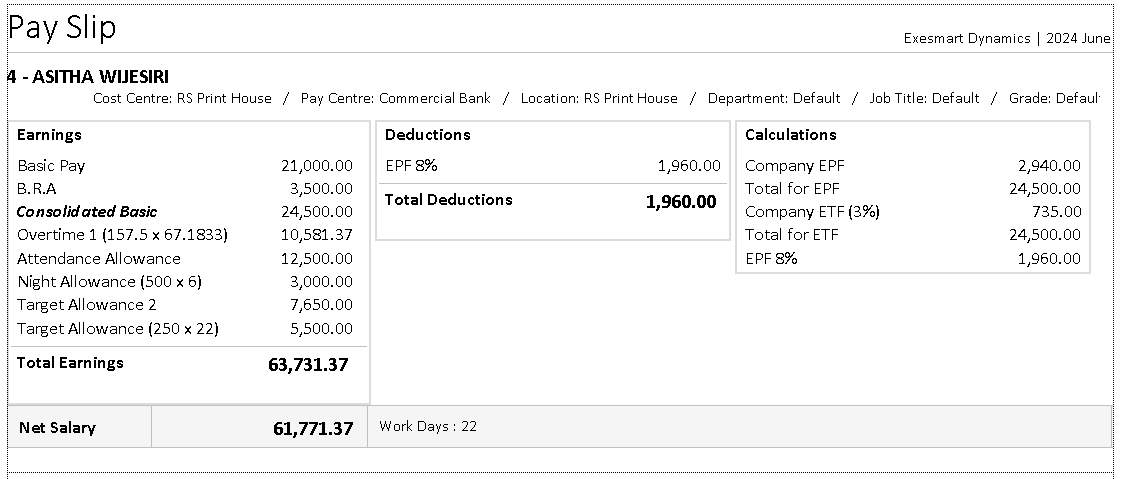 Pay Slip
Exesmart Dynamics | 2024 June
4 - ASITHA WIJESIRI
Cost Centre: RS Print House / Pay Centre: Commercial Bank / Location: RS Print House / Department: Default / Job Title: Default / Grade: Defaul
Earnings
Basic Pay 21,000.00
B.R.A 3,500.00
Consolidated Basic 24,500.00
Overtime 1 (157.5 x 67.1833) 10,581.37
Attendance Allowance 12,500.00
Night Allowance (500 x 6) 3,000.00
Target Allowance 2 7,650.00
Target Allowance (250 x 22) 5,500.00
Total Earnings 63,731.37
Deductions
EPF 8% 1,960.00
Total Deductions 1,960.00
Calculations
Company EPF 2,940.00
Total for EPF 24,500.00
Company ETF (3%) 735.00
Total for ETF 24,500.00
EPF 8% 1,960.00
Net Salary 61,771.37 Work Days : 22